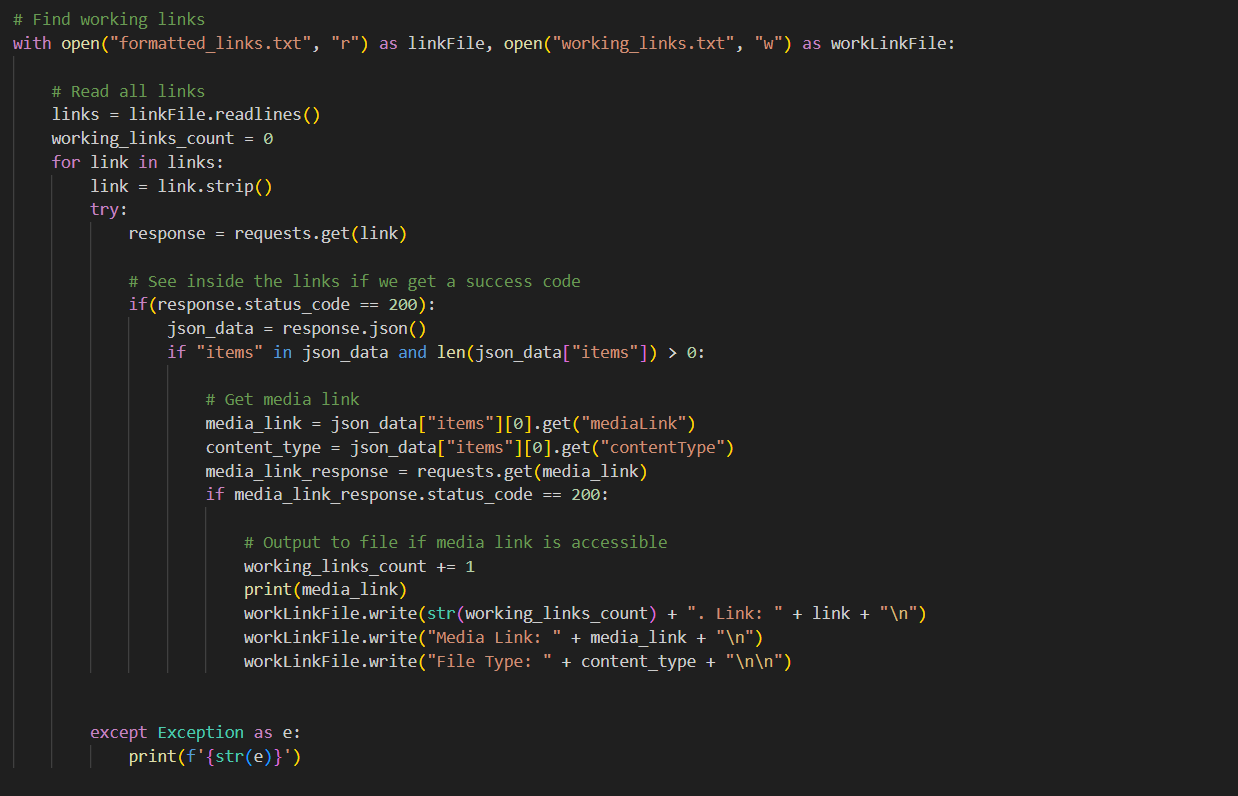 # Find working links
with open("formatted_links.txt", "r") as linkFile, open("working_links.txt", "w") as workLinkFile:
    # Read all links
    links = linkFile.readlines()
    working_links_count = 0
    for link in links:
        link = link.strip()
        try:
            response = requests.get(link)
            # See inside the links if we get a success code
            if(response.status_code == 200):
                json_data = response.json()
                if "items" in json_data and len(json_data["items"]) > 0:
                    # Get media link
                    media_link = json_data["items"][0].get("mediaLink")
                    content_type = json_data["items"][0].get("contentType")
                    media_link_response = requests.get(media_link)
                    if media_link_response.status_code == 200:
                        # Output to file if media link is accessible
                        working_links_count += 1
                        print(media_link)
                        workLinkFile.write(str(working_links_count) + ". Link: " + link + "\n")
                        workLinkFile.write("Media Link: " + media_link + "\n")
                        workLinkFile.write("File Type: " + content_type + "\n\n")
        except Exception as e:
            print(f'{str(e)}')